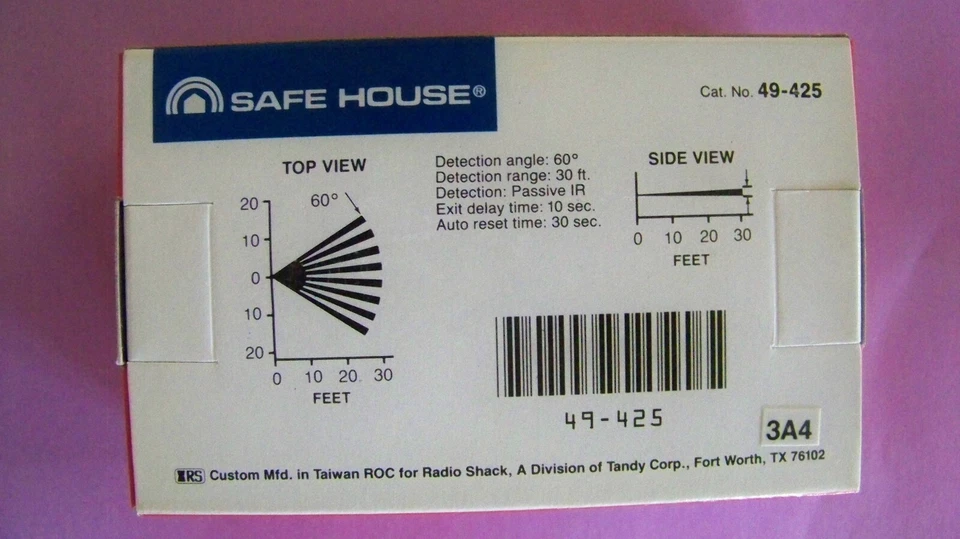 SAFE HOUSE®
Cat. No. 49-425
TOP VIEW
60°
20
10
0
10
20
0 10 20 30
FEET
Detection angle: 60°
Detection range: 30 ft.
Detection: Passive IR
Exit delay time: 10 sec.
Auto reset time: 30 sec.
SIDE VIEW
0 10 20 30
FEET
49-425
3A4
RS Custom Mfd. in Taiwan ROC for Radio Shack, A Division of Tandy Corp., Fort Worth, TX 76102